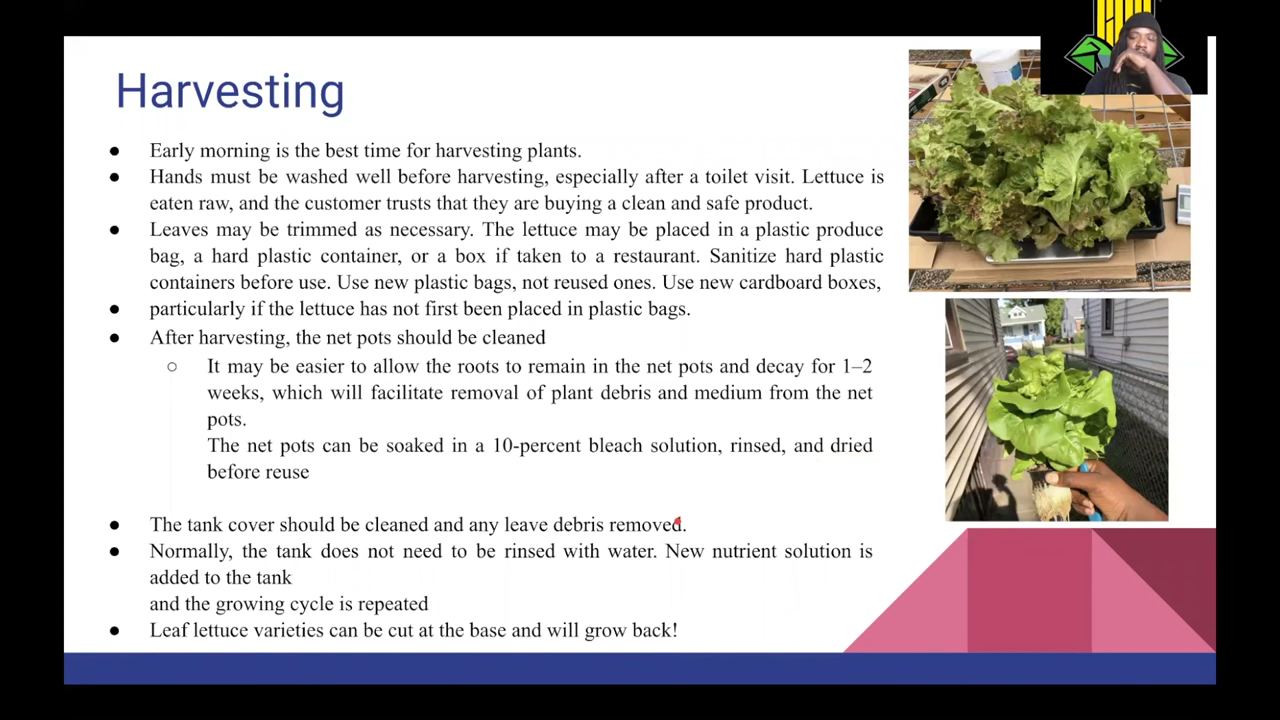 Harvesting
● Early morning is the best time for harvesting plants.
● Hands must be washed well before harvesting, especially after a toilet visit. Lettuce is
eaten raw, and the customer trusts that they are buying a clean and safe product.
● Leaves may be trimmed as necessary. The lettuce may be placed in a plastic produce
bag, a hard plastic container, or a box if taken to a restaurant. Sanitize hard plastic
containers before use. Use new plastic bags, not reused ones. Use new cardboard boxes,
● particularly if the lettuce has not first been placed in plastic bags.
● After harvesting, the net pots should be cleaned
○ It may be easier to allow the roots to remain in the net pots and decay for 1–2
weeks, which will facilitate removal of plant debris and medium from the net
pots.
The net pots can be soaked in a 10-percent bleach solution, rinsed, and dried
before reuse
● The tank cover should be cleaned and any leave debris removed.
● Normally, the tank does not need to be rinsed with water. New nutrient solution is
added to the tank
and the growing cycle is repeated
● Leaf lettuce varieties can be cut at the base and will grow back!